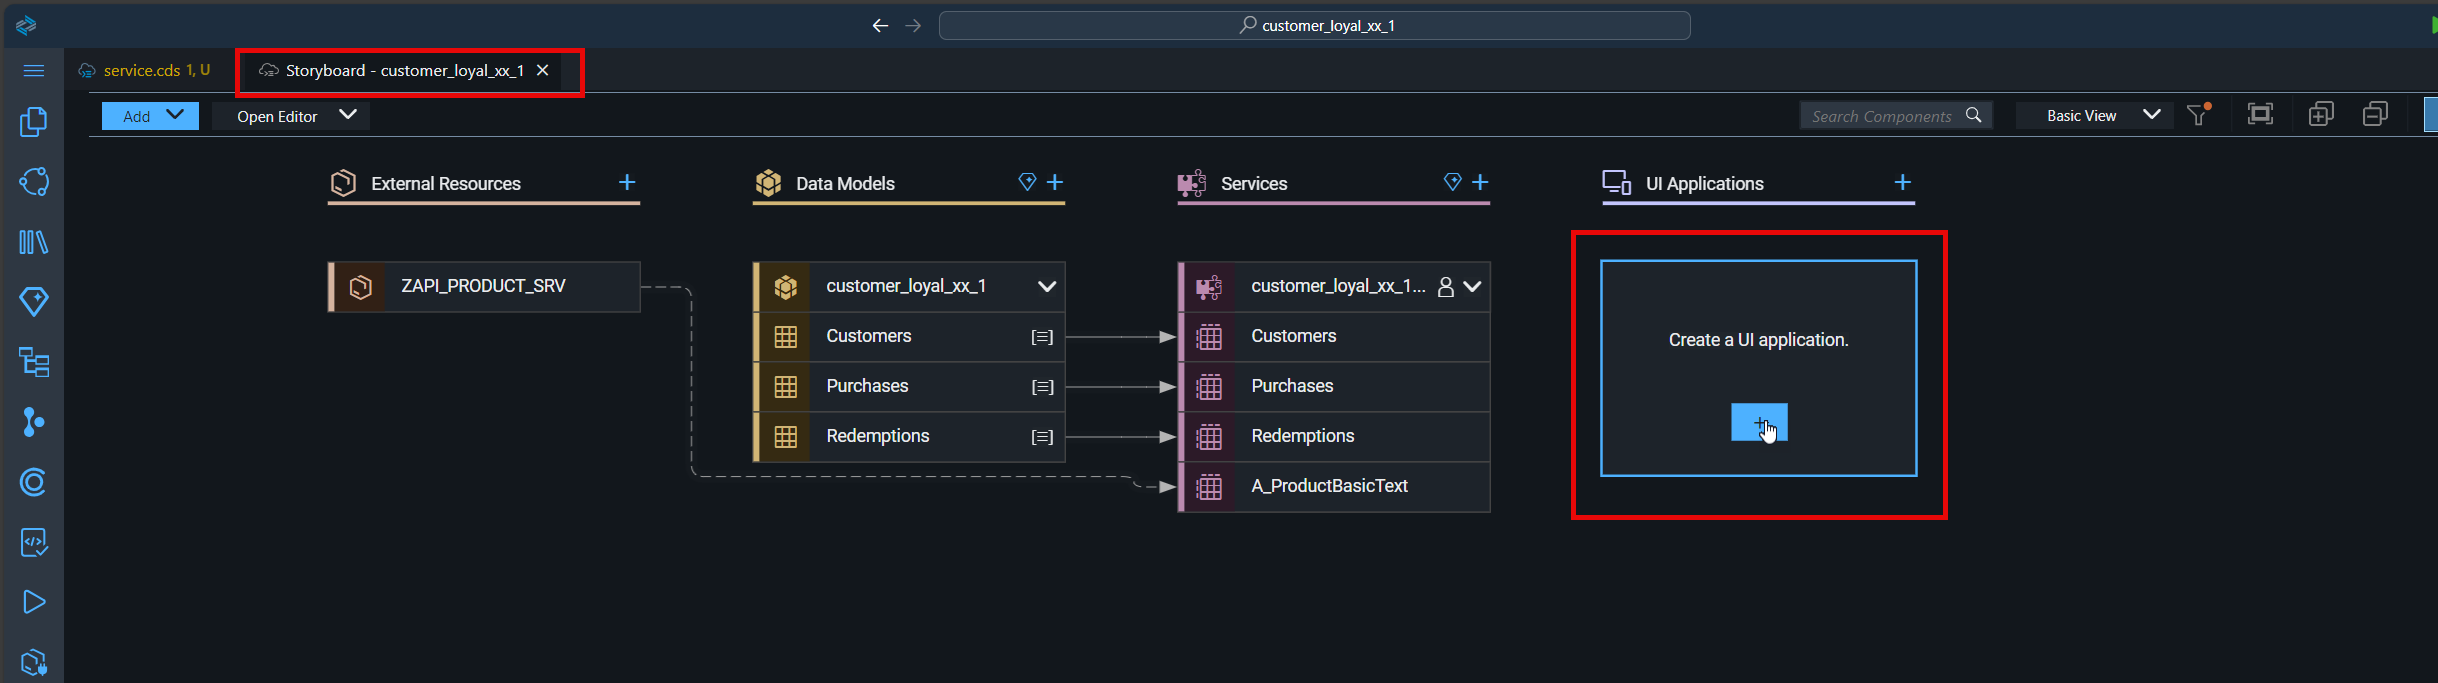 customer_loyal_xx_1
service.cds 1, U
Storyboard - customer_loyal_xx_1
Add
Open Editor
Search Components
Basic View
External Resources
Data Models
Services
UI Applications
ZAPI_PRODUCT_SRV
customer_loyal_xx_1
Customers
Purchases
Redemptions
customer_loyal_xx_1...
Customers
Purchases
Redemptions
A_ProductBasicText
Create a UI application.